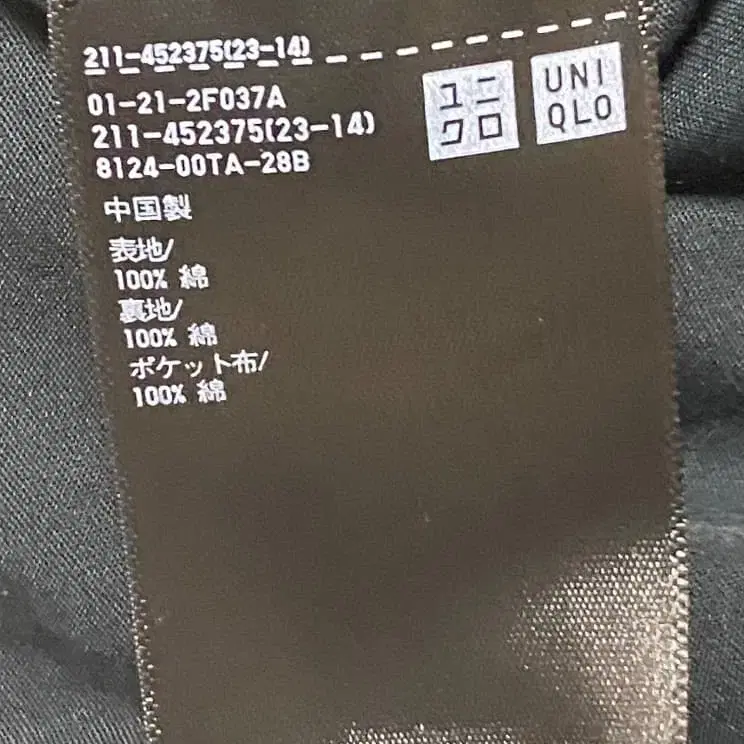 211-452375(23-14)
01-21-2F037A
211-452375(23-14)
8124-00TA-28B
ユニ
クロ
UNI
QLO
中国製
表地/
100% 綿
裏地/
100% 綿
ポケット布/
100% 綿